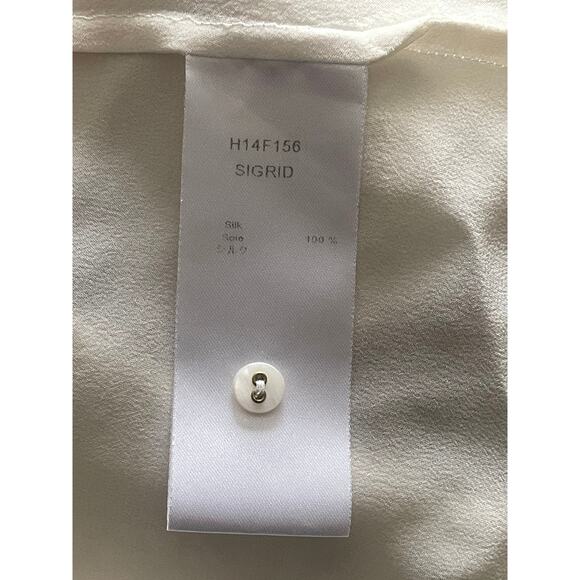 H14F156
SIGRID
Silk
Soie 100 %
シルク